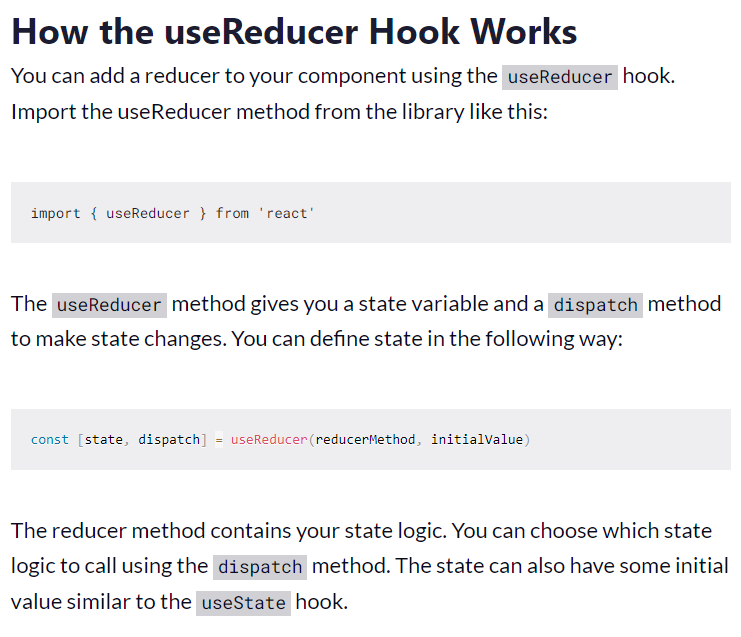 How the useReducer Hook Works
You can add a reducer to your component using the useReducer hook.
Import the useReducer method from the library like this:
import { useReducer } from 'react'
The useReducer method gives you a state variable and a dispatch method
to make state changes. You can define state in the following way:
const [state, dispatch] = useReducer(reducerMethod, initialValue)
The reducer method contains your state logic. You can choose which state
logic to call using the dispatch method. The state can also have some initial
value similar to the useState hook.